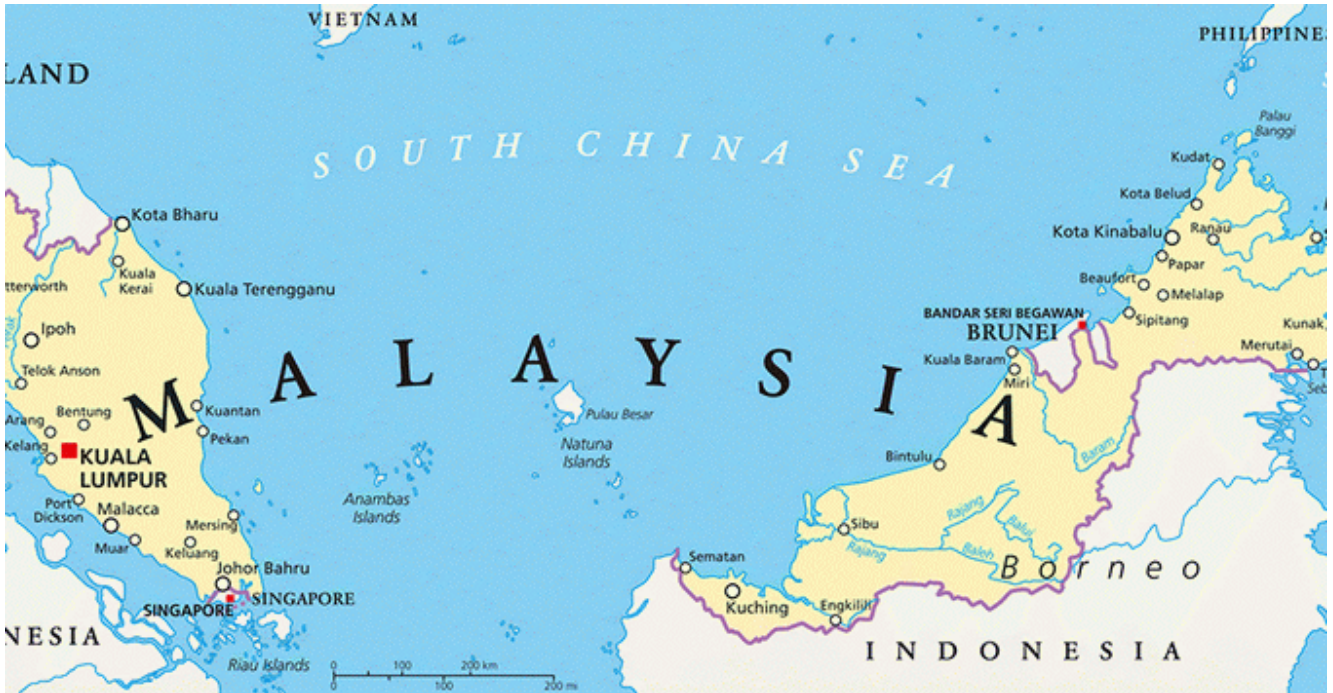 VIETNAM
PHILIPPINE
LAND
SOUTH CHINA SEA
Palau
Banggi
Kudat
Kota Belud
Kota Bharu
Kota Kinabalu
Ranau
Papar
Kuala
Kerai
Kuala Terengganu
tterworth
Beaufort
Melalap
BANDAR SERI BEGAWAN
BRUNEI
Sipitang
Kunak
Ipoh
Merutai
Kuala Baram
Miri
Telok Anson
MALAYSIA
Seb
Bentung
Kuantan
Pulau Besar
Arang
Pekan
Kelang
KUALA
LUMPUR
Natuna
Islands
Bintulu
Baram
Port
Dickson
Malacca
Anambas
Islands
Mersing
Rajang
Balui
Sibu
Muar
Keluang
Rajang
Baleh
Sematan
Borneo
Johor Bahru
SINGAPORE
SINGAPORE
Kuching
Engkilili
NESIA
INDONESIA
Riau Islands
0 100 200 km
0 100 200 mi